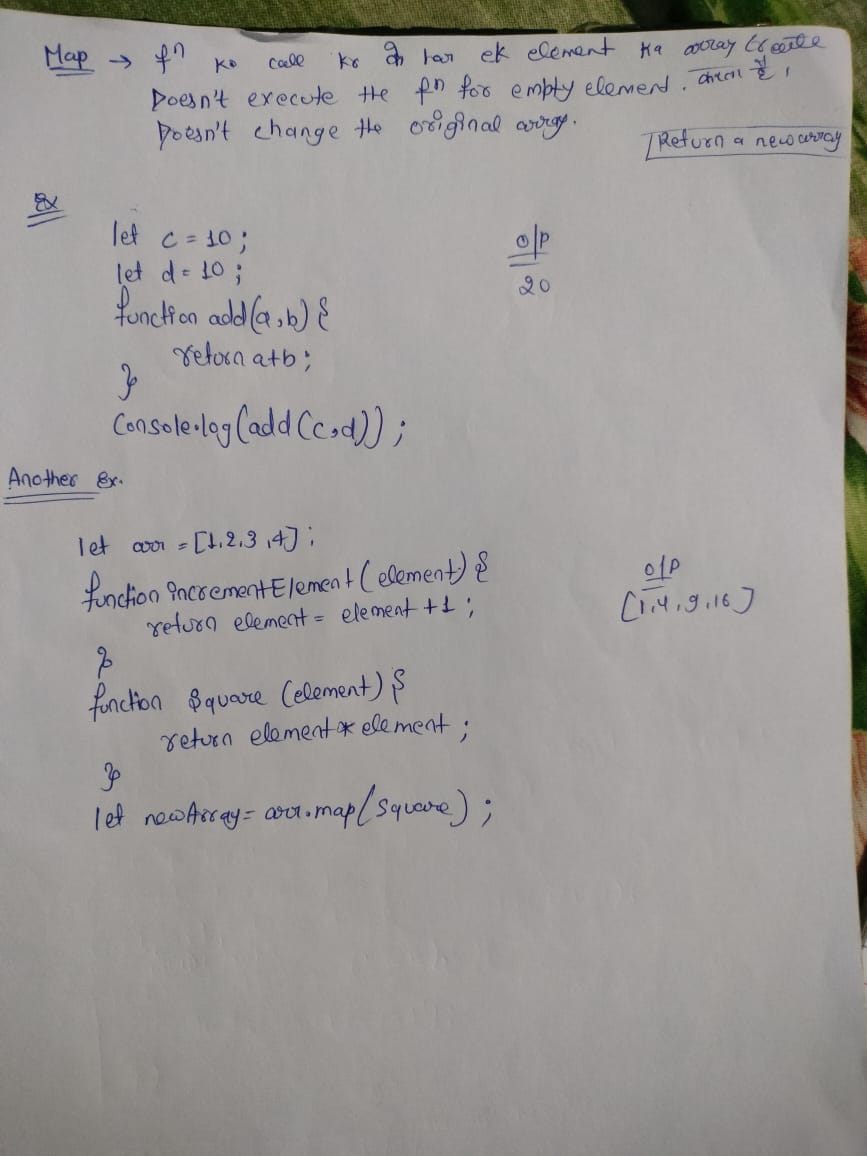 Map → fⁿ ko call kr के har ek element ka array create करता है।
Doesn't execute the fn for empty element.
Doesn't change the original array.
Return a new array
Ex
let c = 10;
o/p
let d = 10;
20
function add(a,b) {
return a+b;
}
Console.log(add(c,d));
Another Ex.
let arr = [1,2,3,4];
function incrementElement(element) {
return element = element +1;
o/p
[1,4,9,16]
}
function Square (element) {
return element * element;
}
let newArray = arr.map(Square);